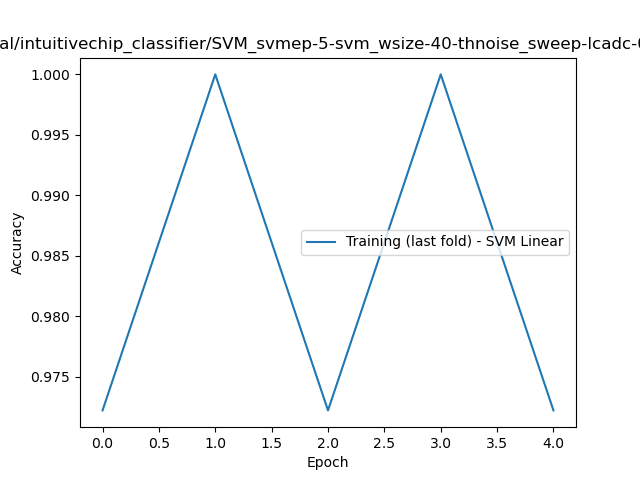 al/intuitivechip_classifier/SVM_svmep-5-svm_wsize-40-thnoise_sweep-lcadc-
1.000
0.995
0.990
0.985
0.980
0.975
Accuracy
Training (last fold) - SVM Linear
0.0 0.5 1.0 1.5 2.0 2.5 3.0 3.5 4.0
Epoch